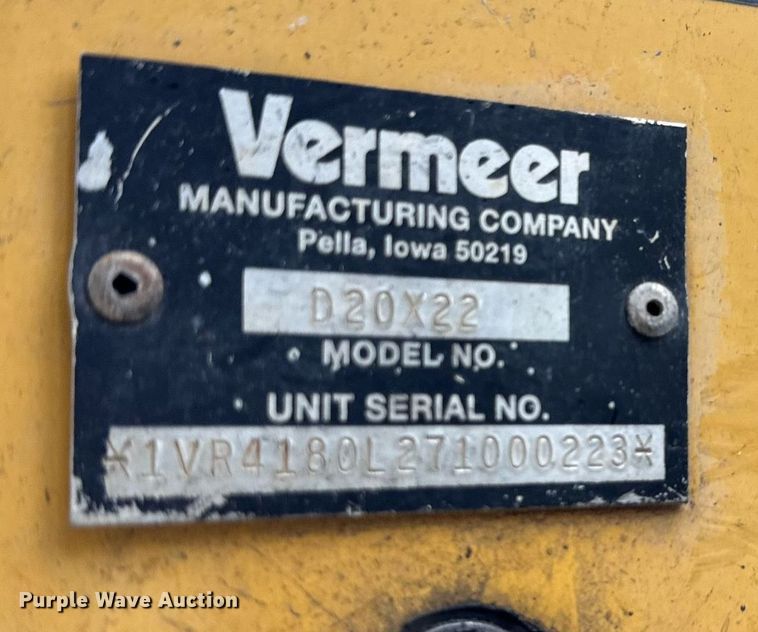 Vermeer
MANUFACTURING COMPANY
Pella, Iowa 50219
D20X22
MODEL NO.
UNIT SERIAL NO.
*1VR4180L271000223*
Purple Wave Auction